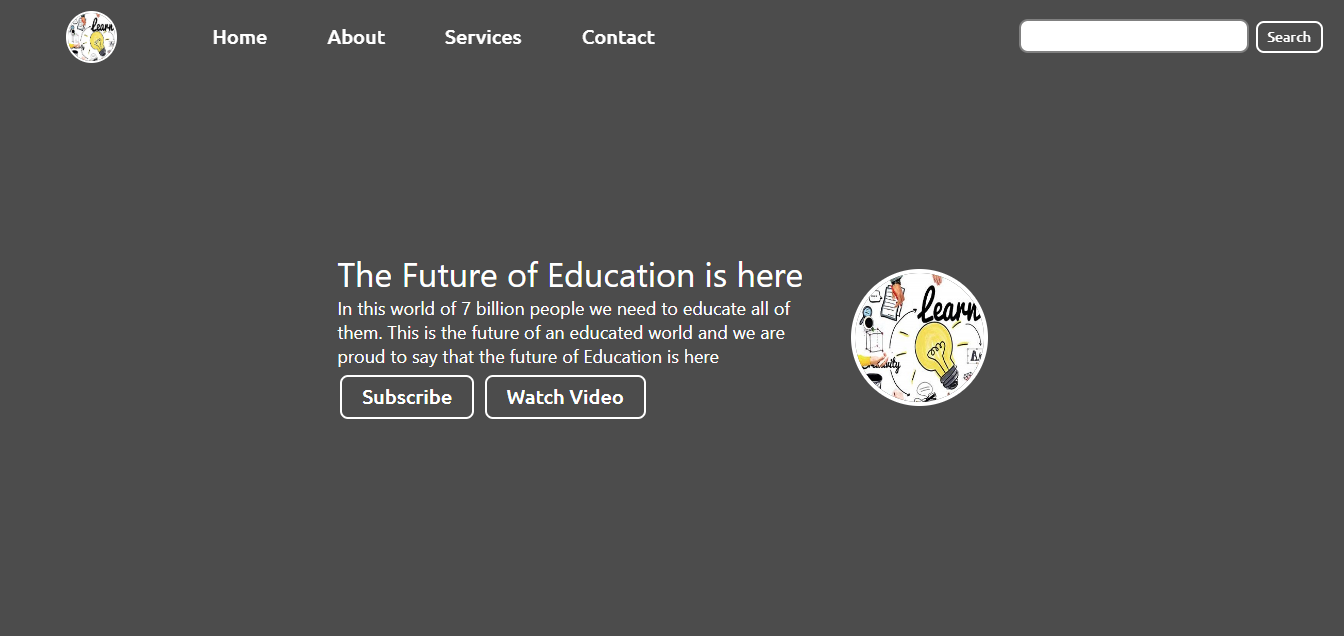 learn
Home
About
Services
Contact
Search
The Future of Education is here
In this world of 7 billion people we need to educate all of
them. This is the future of an educated world and we are
proud to say that the future of Education is here
Subscribe
Watch Video
Learn